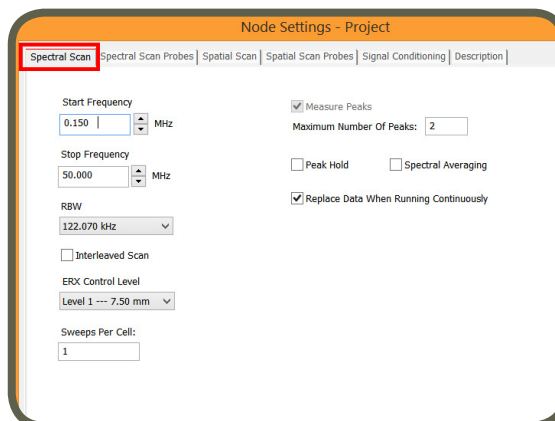 Node Settings - Project
Spectral Scan Spectral Scan Probes Spatial Scan Spatial Scan Probes Signal Conditioning Description
Start Frequency
0.150 MHz
Stop Frequency
50.000 MHz
RBW
122.070 kHz
Interleaved Scan
ERX Control Level
Level 1 --- 7.50 mm
Sweeps Per Cell:
1
Measure Peaks
Maximum Number Of Peaks: 2
Peak Hold Spectral Averaging
Replace Data When Running Continuously